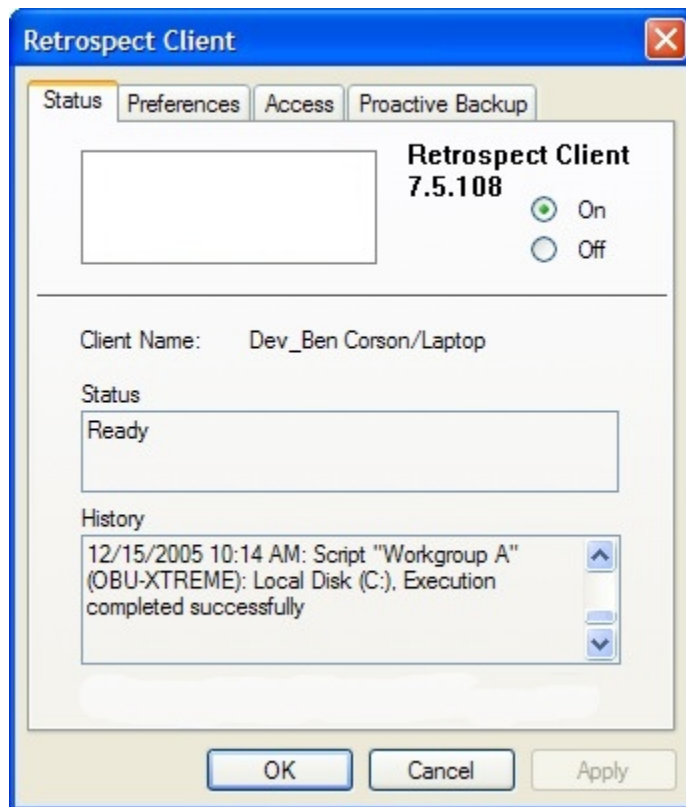 Retrospect Client
Status Preferences Access Proactive Backup
Retrospect Client
7.5.108
On
Off
Client Name: Dev_Ben Corson/Laptop
Status
Ready
History
12/15/2005 10:14 AM: Script "Workgroup A"
(OBU-XTREME): Local Disk (C:), Execution
completed successfully
OK Cancel Apply